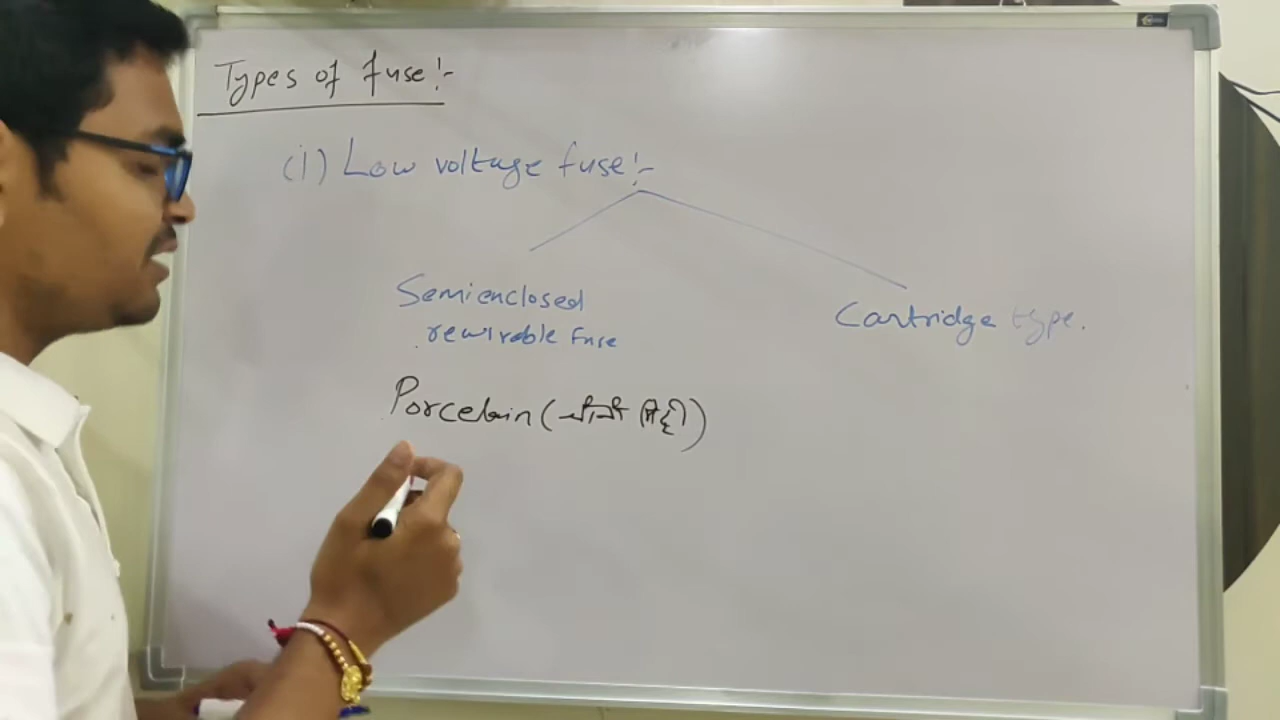 Types of fuse:-
(i) Low voltage fuse:-
Semienclosed
rewirable Fuse
Cartridge type.
Porcelain (चीनी मिट्टी)